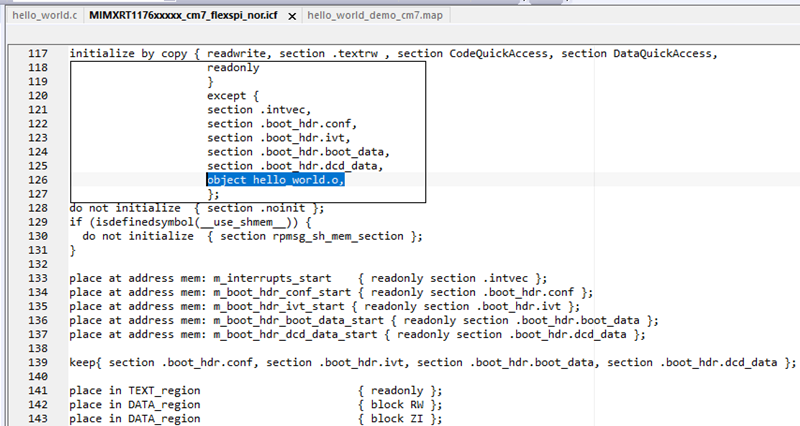 hello_world.c MIMXRT1176xxxxx_cm7_flexspi_nor.icf × hello_world_demo_cm7.map
117 initialize by copy { readwrite, section .textrw , section CodeQuickAccess, section DataQuickAccess,
118 readonly
119 }
120 except {
121 section .intvec,
122 section .boot_hdr.conf,
123 section .boot_hdr.ivt,
124 section .boot_hdr.boot_data,
125 section .boot_hdr.dcd_data,
126 object hello_world.o,
127 };
128 do not initialize  { section .noinit };
129 if (isdefinedsymbol(__use_shmem__)) {
130   do not initialize  { section rpmsg_sh_mem_section };
131 }
132
133 place at address mem: m_interrupts_start    { readonly section .intvec };
134 place at address mem: m_boot_hdr_conf_start { readonly section .boot_hdr.conf };
135 place at address mem: m_boot_hdr_ivt_start { readonly section .boot_hdr.ivt };
136 place at address mem: m_boot_hdr_boot_data_start { readonly section .boot_hdr.boot_data };
137 place at address mem: m_boot_hdr_dcd_data_start { readonly section .boot_hdr.dcd_data };
138
139 keep{ section .boot_hdr.conf, section .boot_hdr.ivt, section .boot_hdr.boot_data, section .boot_hdr.dcd_data };
140
141 place in TEXT_region                        { readonly };
142 place in DATA_region                        { block RW };
143 place in DATA_region                        { block ZI };